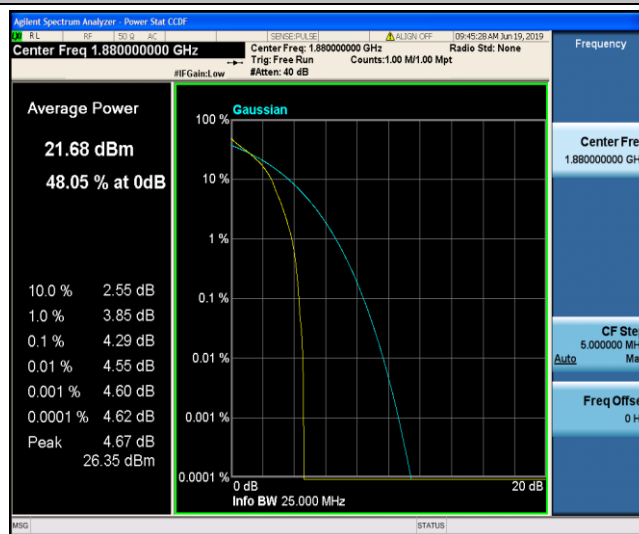 Agilent Spectrum Analyzer - Power Stat CCDF
RL RF 50 Ω AC SENSE:PULSE ALIGN OFF 09:45:28 AM Jun 19, 2019
Center Freq 1.880000000 GHz
Center Freq: 1.880000000 GHz Radio Std: None
Trig: Free Run Counts:1.00 M/1.00 Mpt
#IFGain:Low #Atten: 40 dB
Frequency
Average Power
21.68 dBm
48.05 % at 0dB
10.0 % 2.55 dB
1.0 % 3.85 dB
0.1 % 4.29 dB
0.01 % 4.55 dB
0.001 % 4.60 dB
0.0001 % 4.62 dB
Peak 4.67 dB
26.35 dBm
Gaussian
100 %
10 %
1 %
0.1 %
0.01 %
0.001 %
0.0001 %
0 dB 20 dB
Info BW 25.000 MHz
Center Fre
1.880000000 GH
CF Ste
5.000000 MH
Auto Ma
Freq Offse
0 H
MSG STATUS